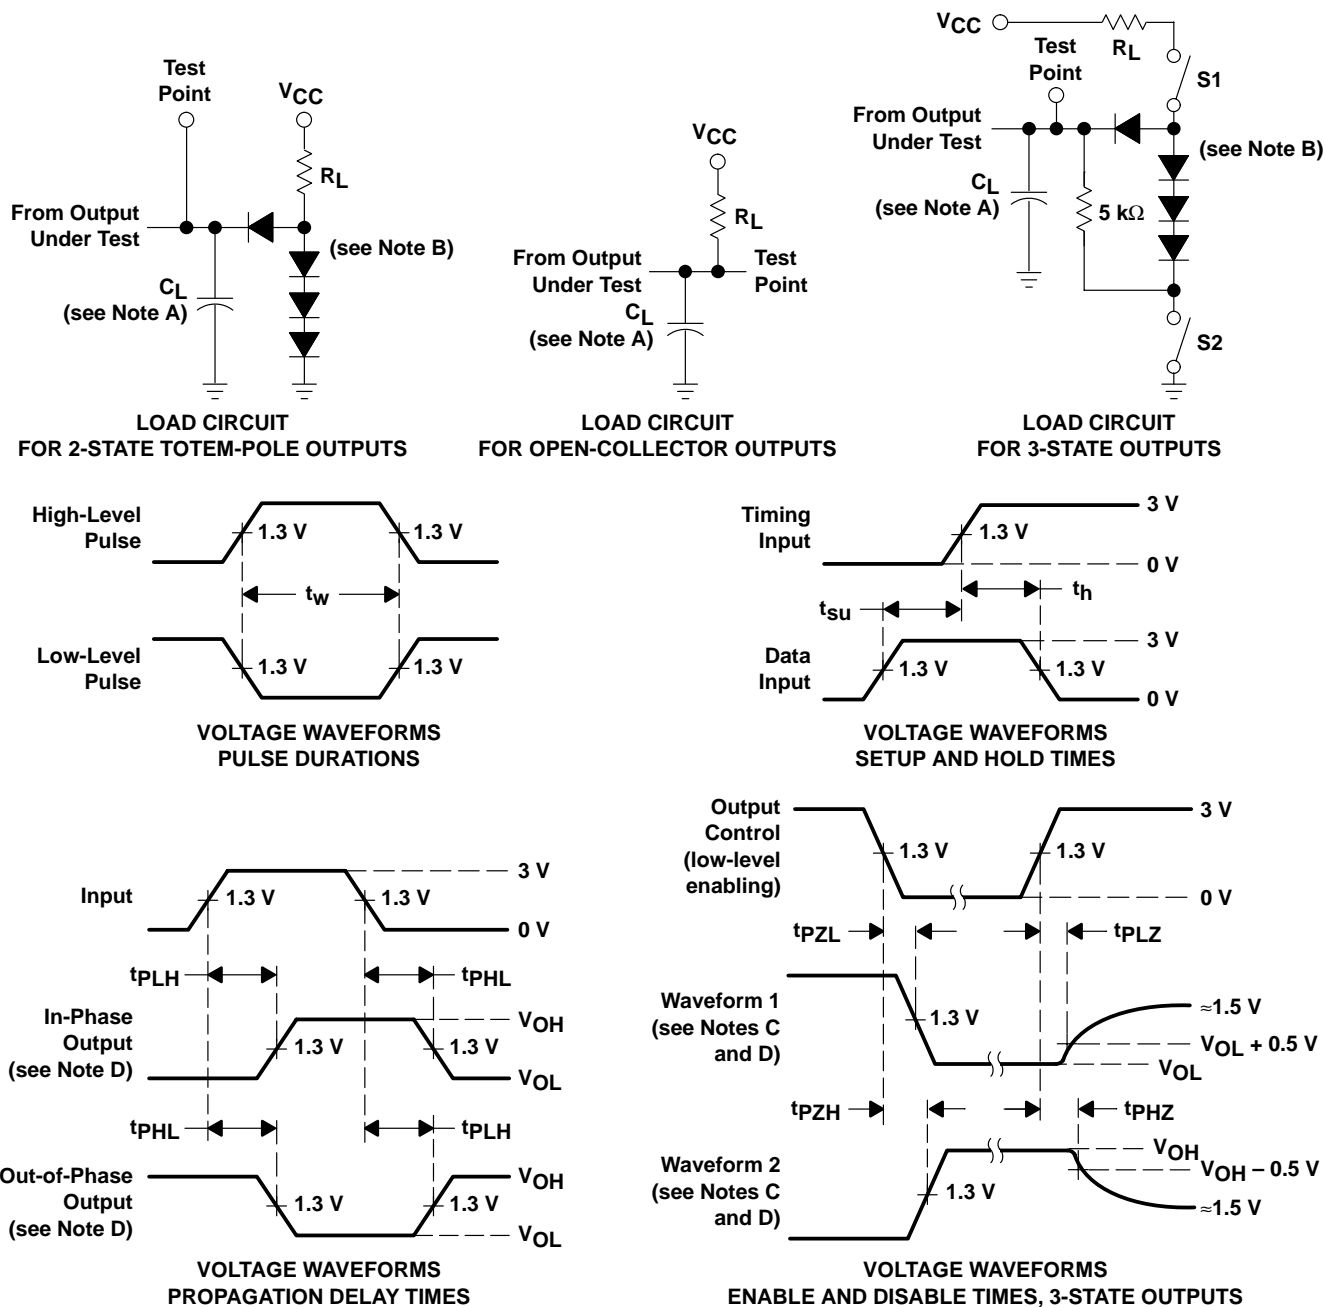 Test
Point
VCC
RL
From Output
Under Test
(see Note B)
CL
(see Note A)
LOAD CIRCUIT
FOR 2-STATE TOTEM-POLE OUTPUTS
VCC
RL
From Output
Under Test
Test
Point
CL
(see Note A)
LOAD CIRCUIT
FOR OPEN-COLLECTOR OUTPUTS
VCC
RL
Test
Point
S1
From Output
Under Test
(see Note B)
CL
(see Note A)
5 kΩ
S2
LOAD CIRCUIT
FOR 3-STATE OUTPUTS
High-Level
Pulse
1.3 V
1.3 V
tw
Low-Level
Pulse
1.3 V
1.3 V
VOLTAGE WAVEFORMS
PULSE DURATIONS
Timing
Input
1.3 V
3 V
0 V
tsu
th
Data
Input
1.3 V
1.3 V
3 V
0 V
VOLTAGE WAVEFORMS
SETUP AND HOLD TIMES
Input
1.3 V
1.3 V
3 V
0 V
tPLH
tPHL
In-Phase
Output
(see Note D)
1.3 V
1.3 V
VOH
VOL
tPHL
tPLH
Out-of-Phase
Output
(see Note D)
1.3 V
1.3 V
VOH
VOL
VOLTAGE WAVEFORMS
PROPAGATION DELAY TIMES
Output
Control
(low-level
enabling)
1.3 V
1.3 V
3 V
0 V
tPZL
tPLZ
Waveform 1
(see Notes C
and D)
1.3 V
≈1.5 V
VOL + 0.5 V
VOL
tPZH
tPHZ
Waveform 2
(see Notes C
and D)
1.3 V
VOH
VOH – 0.5 V
≈1.5 V
VOLTAGE WAVEFORMS
ENABLE AND DISABLE TIMES, 3-STATE OUTPUTS